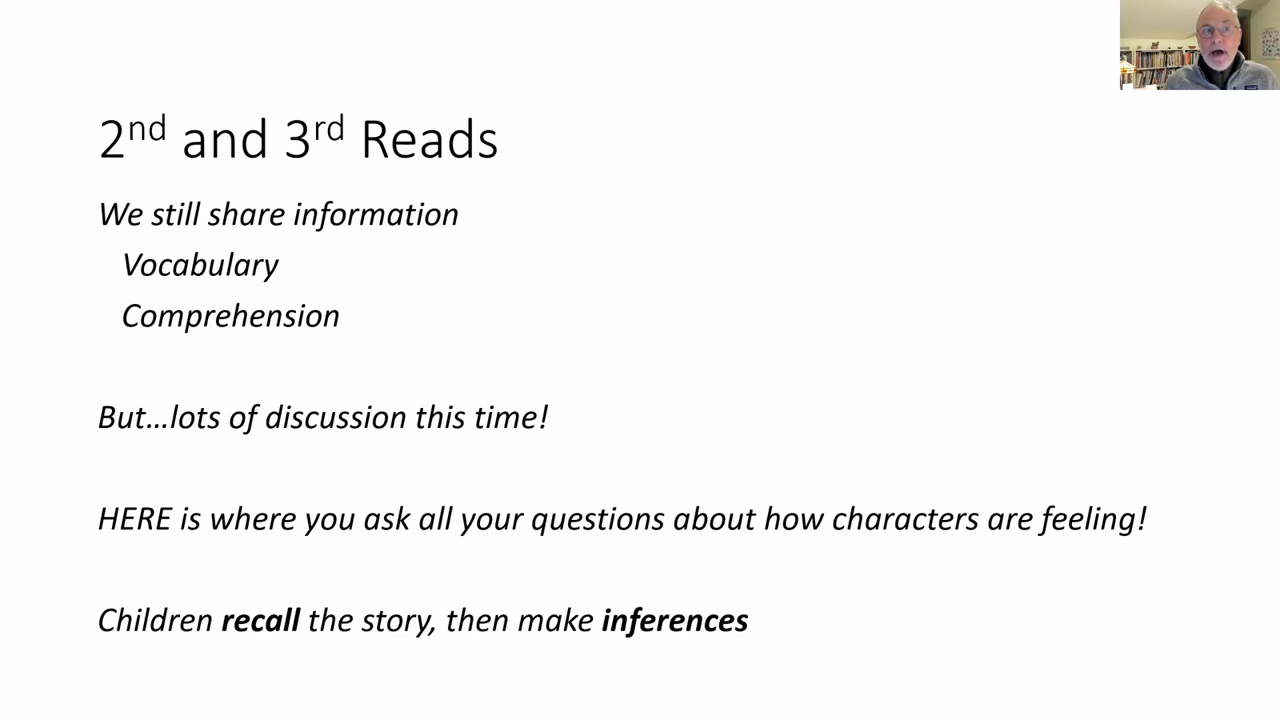 2nd and 3rd Reads
We still share information
Vocabulary
Comprehension
But...lots of discussion this time!
HERE is where you ask all your questions about how characters are feeling!
Children recall the story, then make inferences